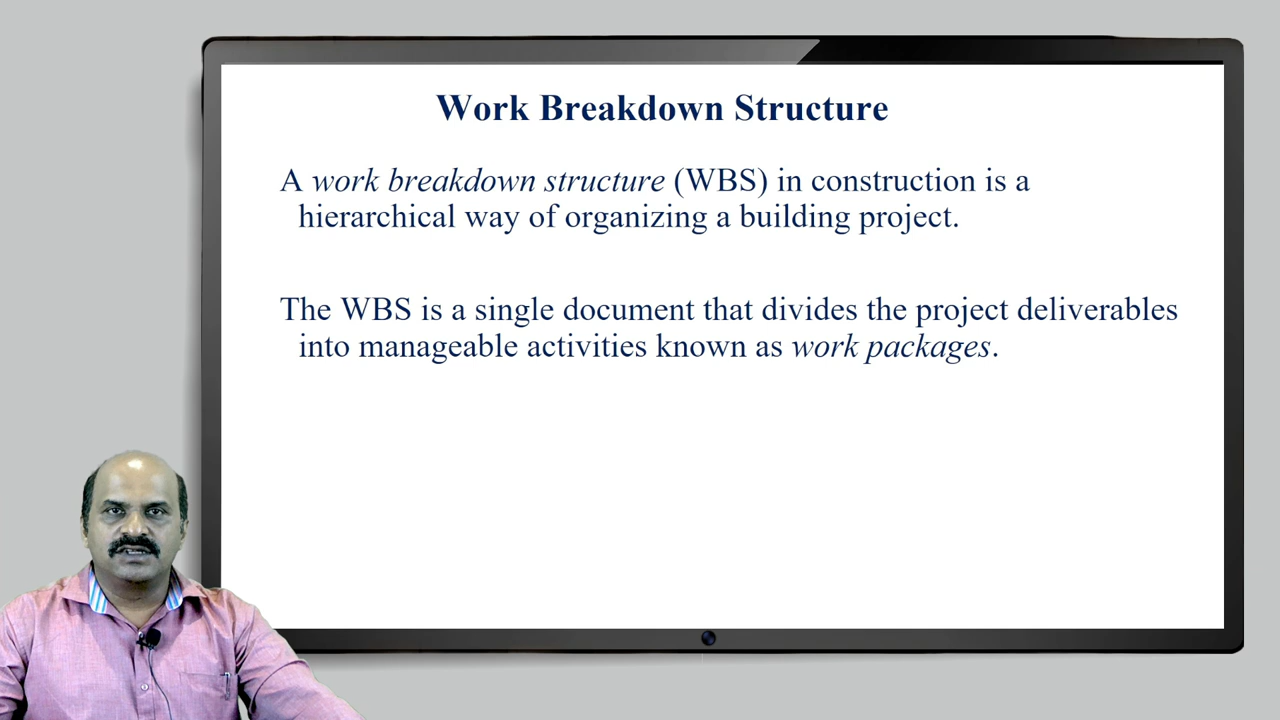 Work Breakdown Structure
A work breakdown structure (WBS) in construction is a
hierarchical way of organizing a building project.
The WBS is a single document that divides the project deliverables
into manageable activities known as work packages.